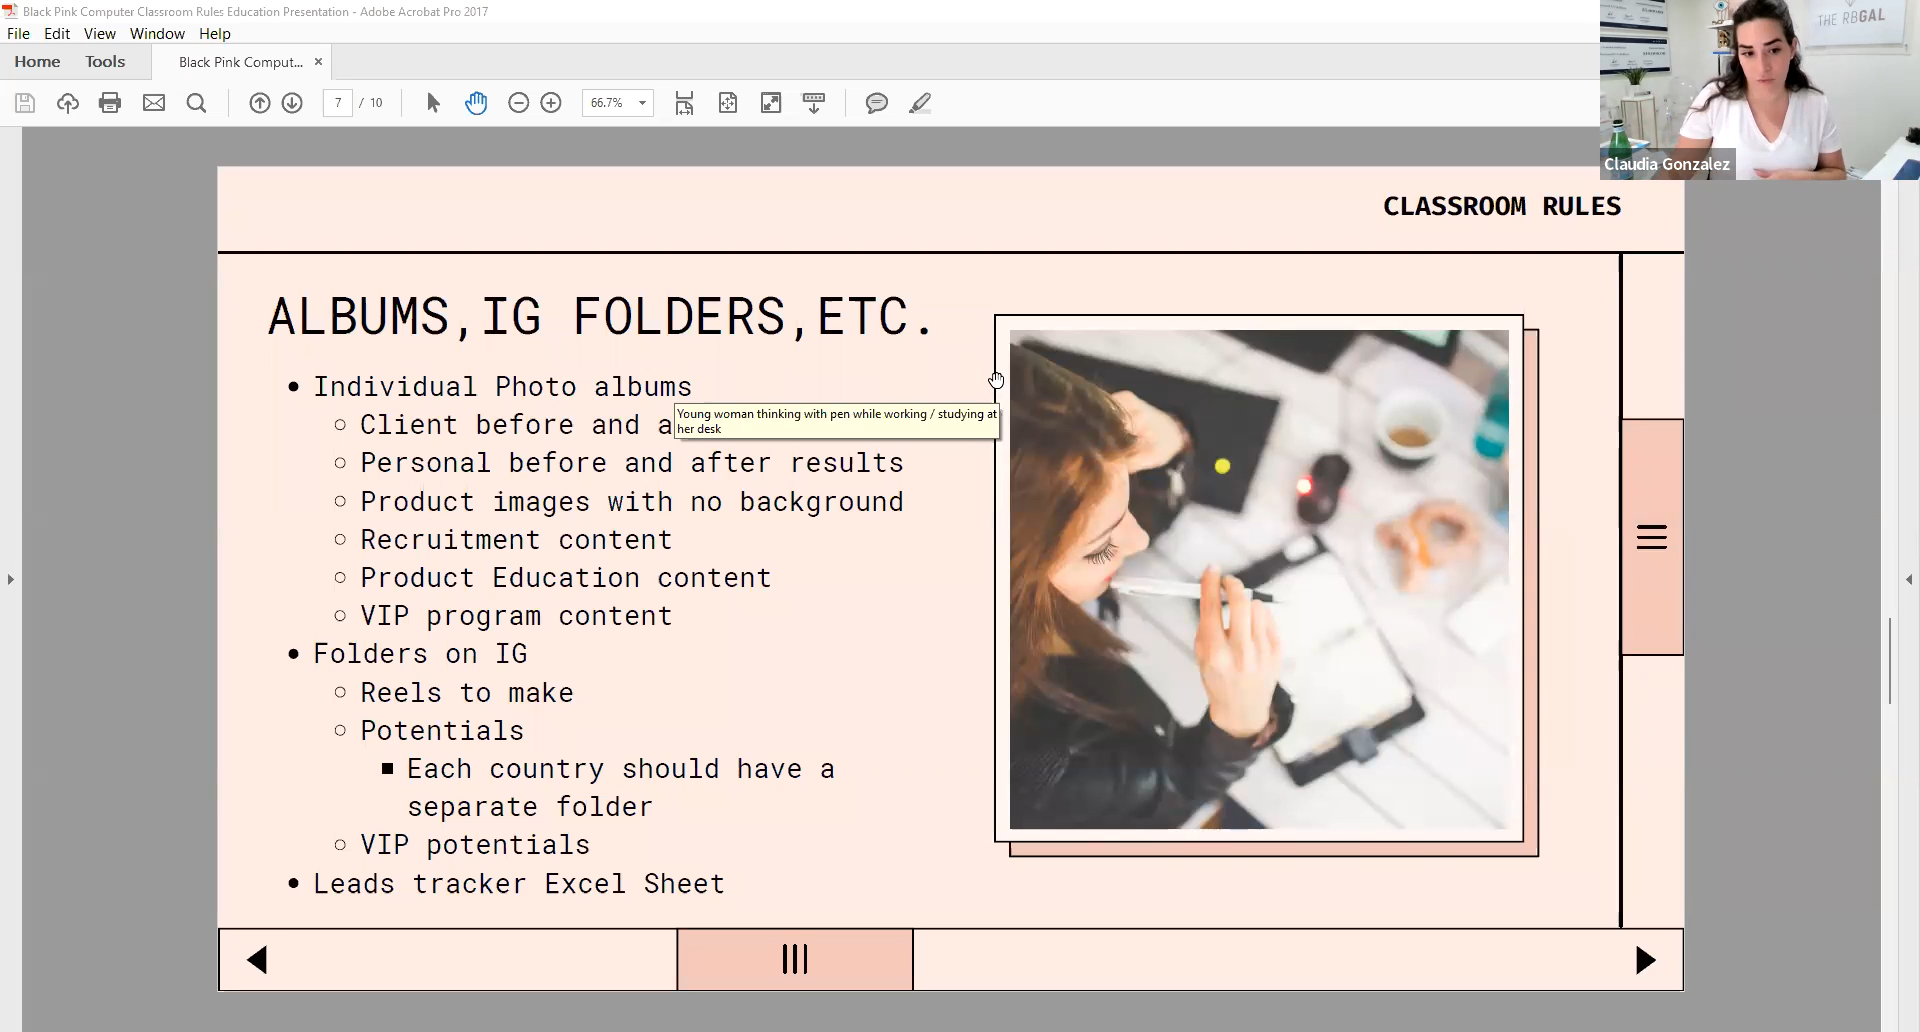 Black Pink Computer Classroom Rules Education Presentation - Adobe Acrobat Pro 2017
File Edit View Window Help
Home Tools Black Pink Comput... ×
7 / 10 66.7%
THE RBGAL
Claudia Gonzalez
CLASSROOM RULES
ALBUMS,IG FOLDERS,ETC.
• Individual Photo albums
○ Client before and a
Young woman thinking with pen while working / studying at
her desk
○ Personal before and after results
○ Product images with no background
○ Recruitment content
○ Product Education content
○ VIP program content
• Folders on IG
○ Reels to make
○ Potentials
■ Each country should have a
separate folder
○ VIP potentials
• Leads tracker Excel Sheet